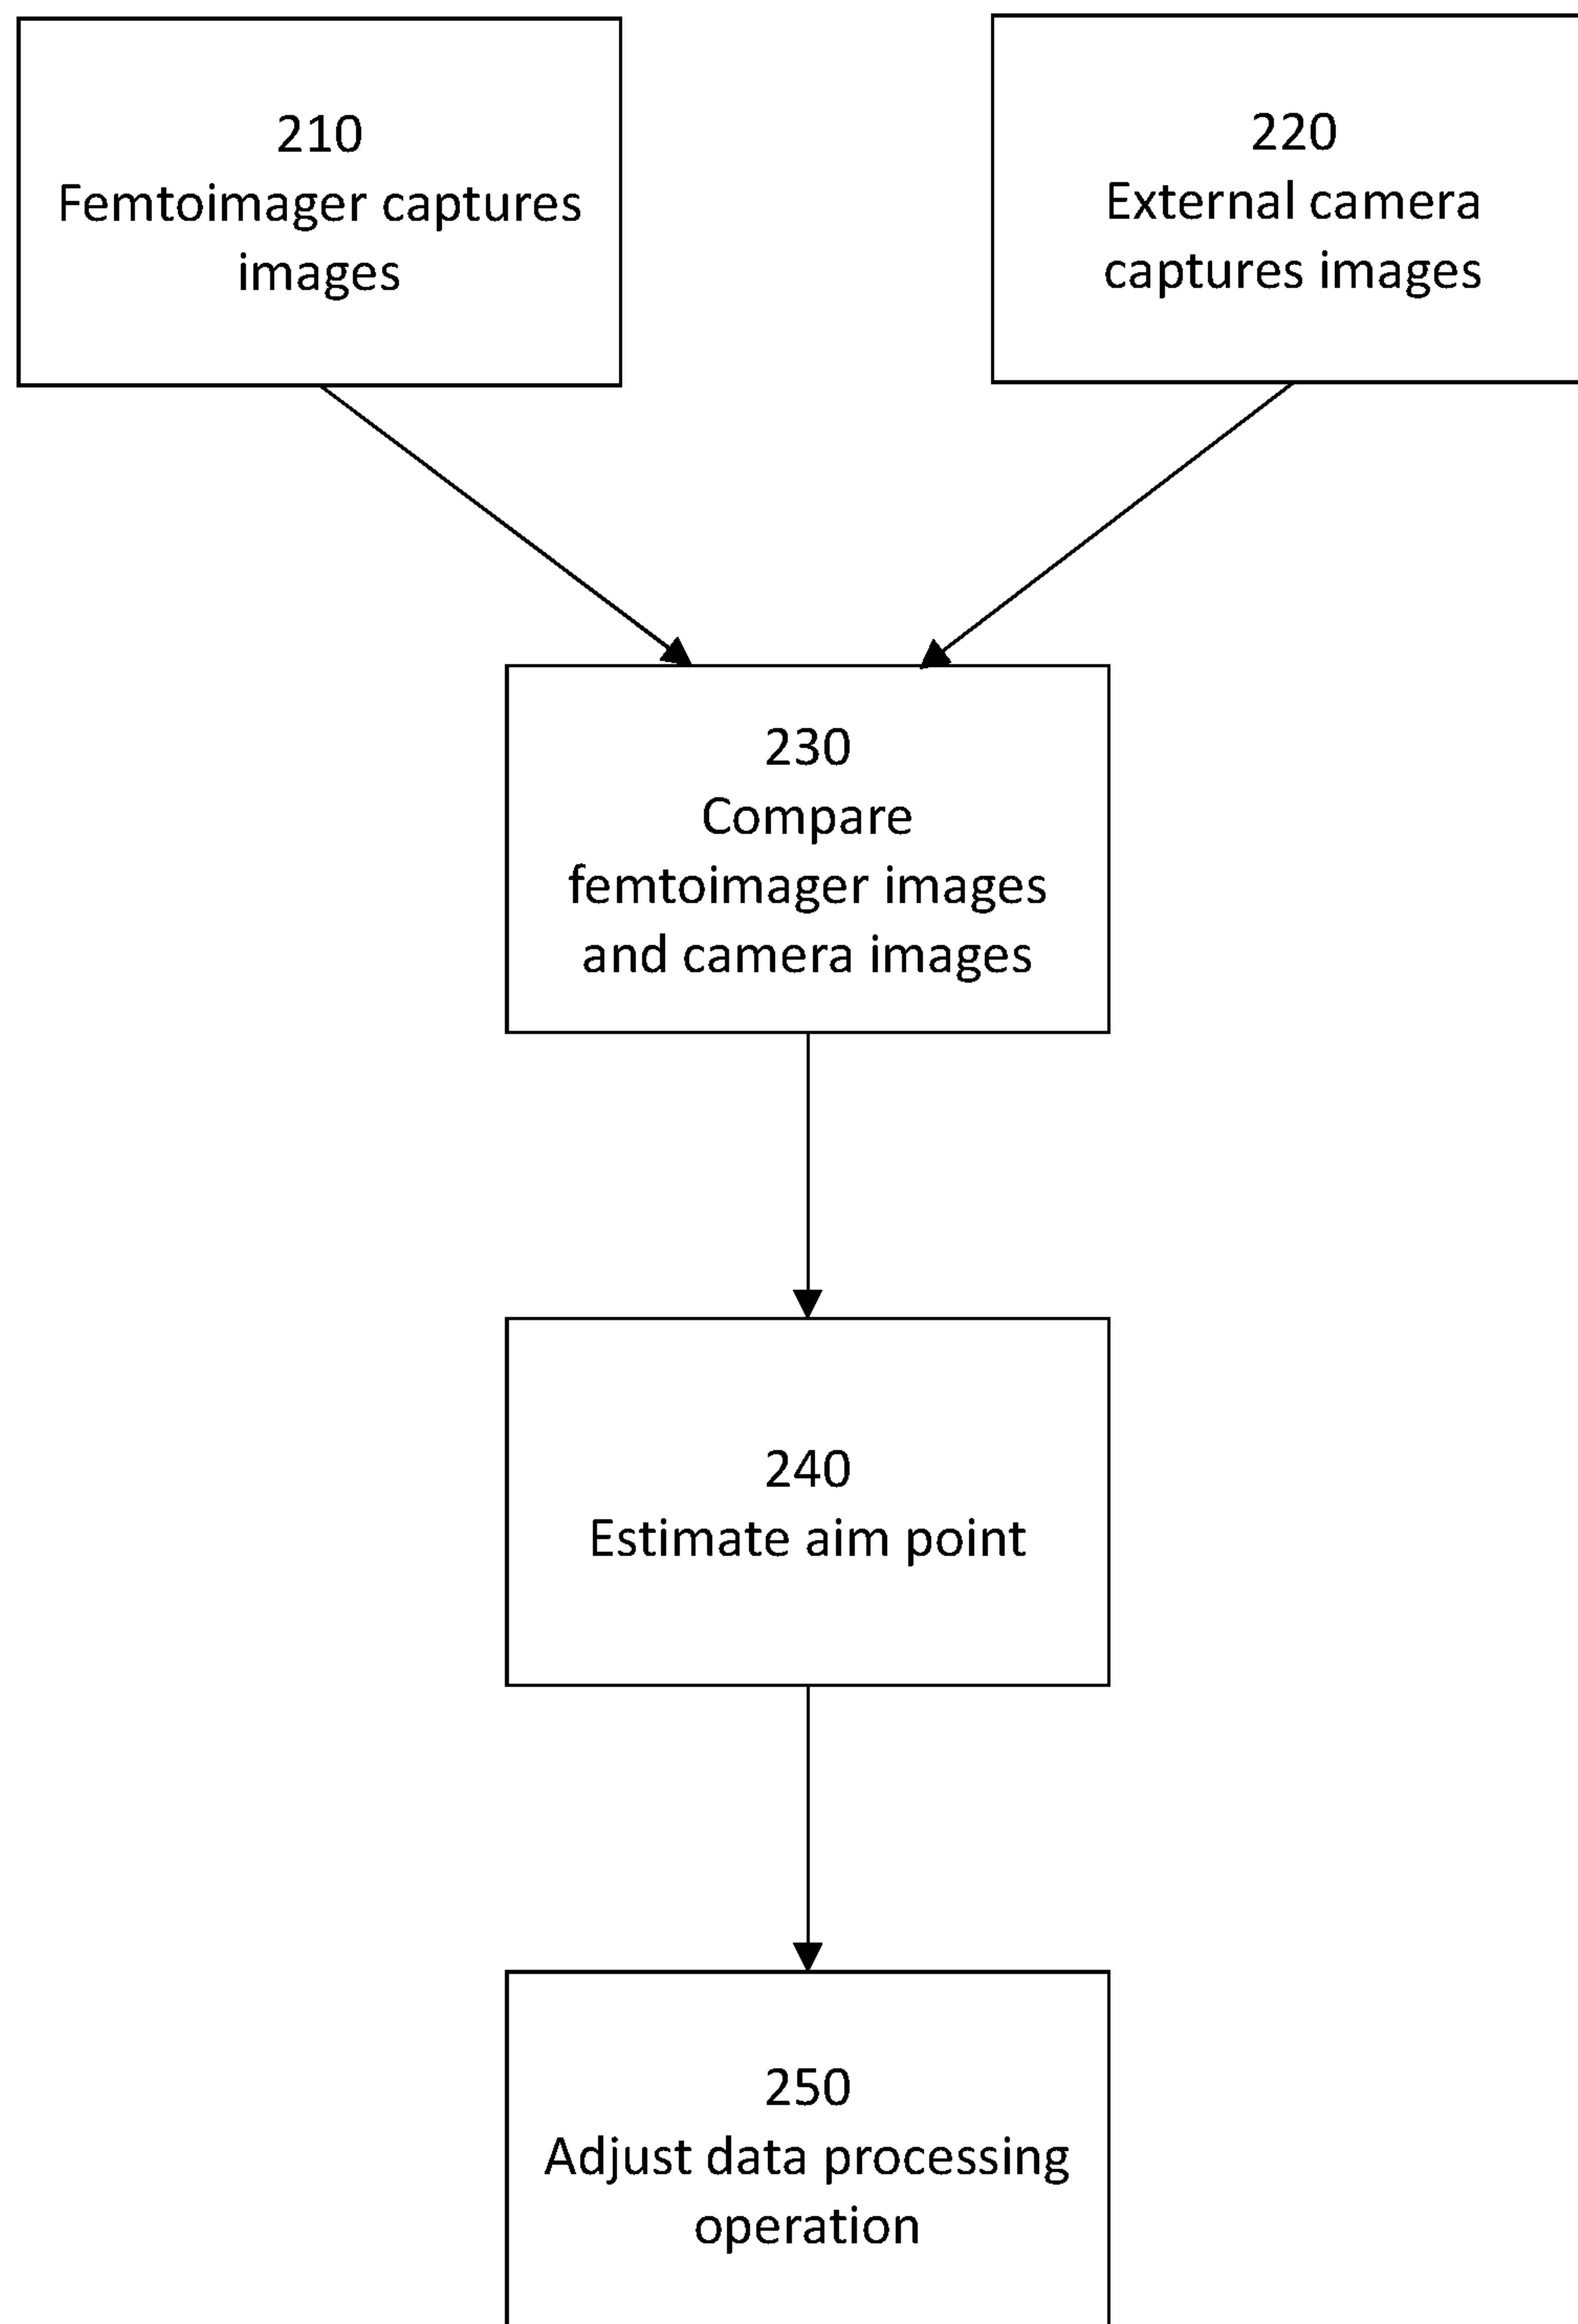 210
Femtoimager captures
images
220
External camera
captures images
230
Compare
femtoimager images
and camera images
240
Estimate aim point
250
Adjust data processing
operation